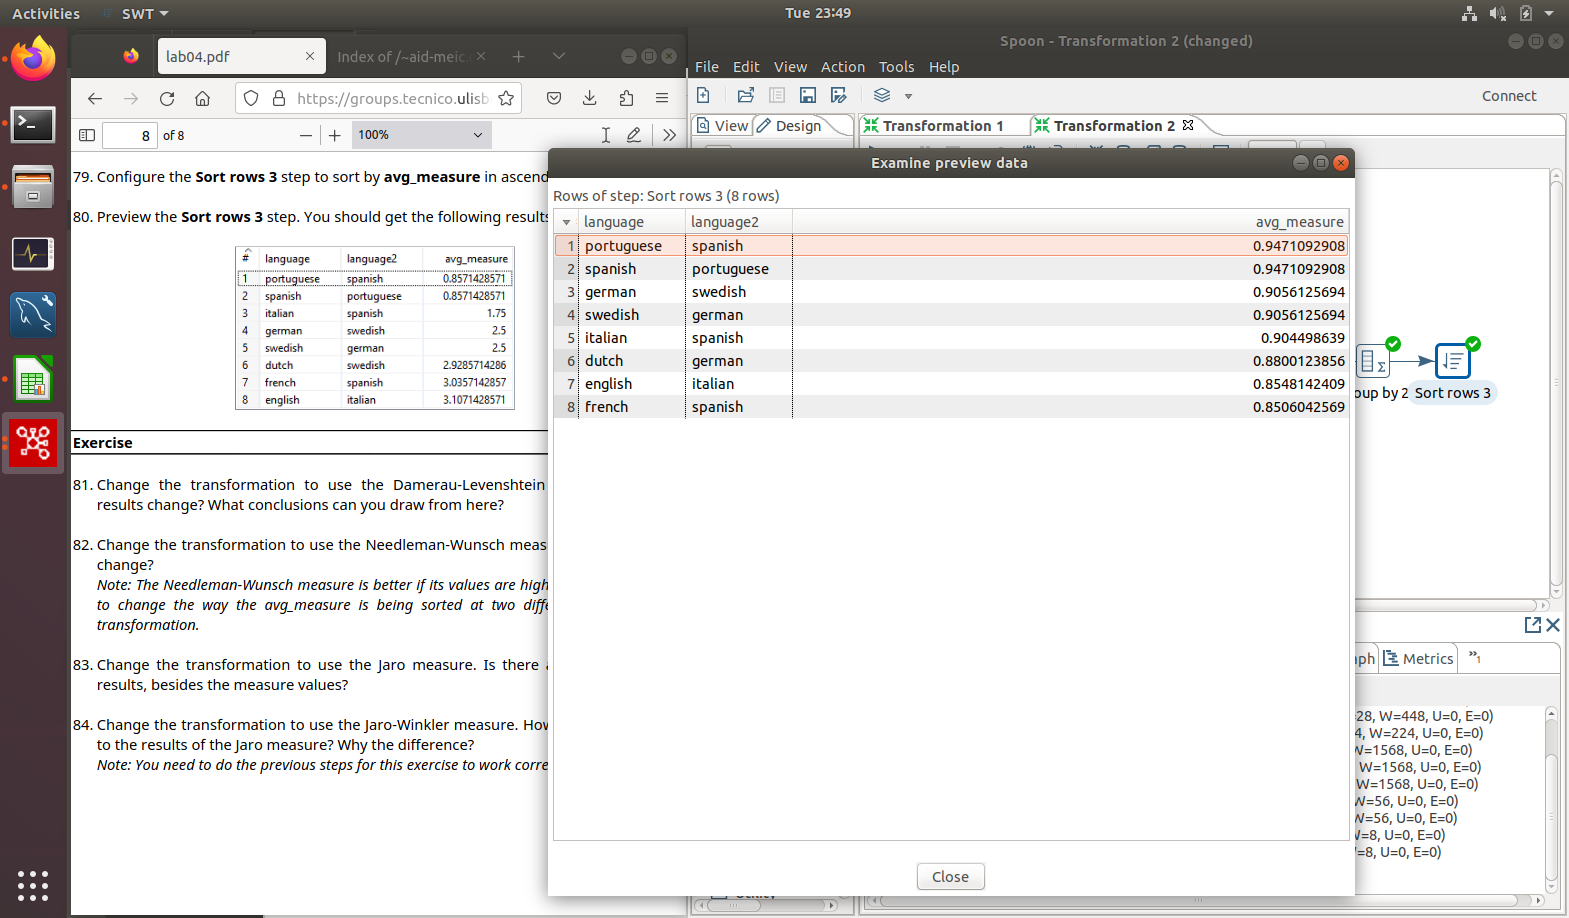 Activities
SWT
Tue 23:49
lab04.pdf
Index of /~aid-meic.
https://groups.tecnico.ulisb
8
of 8
100%
79. Configure the Sort rows 3 step to sort by avg_measure in ascend
80. Preview the Sort rows 3 step. You should get the following results
# language language2 avg_measure
1 portuguese spanish 0.8571428571
2 spanish portuguese 0.8571428571
3 italian spanish 1.75
4 german swedish 2.5
5 swedish german 2.5
6 dutch swedish 2.9285714286
7 french spanish 3.0357142857
8 english italian 3.1071428571
Exercise
81. Change the transformation to use the Damerau-Levenshtein
results change? What conclusions can you draw from here?
82. Change the transformation to use the Needleman-Wunsch meas
change?
Note: The Needleman-Wunsch measure is better if its values are high
to change the way the avg_measure is being sorted at two diffe
transformation.
83. Change the transformation to use the Jaro measure. Is there
results, besides the measure values?
84. Change the transformation to use the Jaro-Winkler measure. How
to the results of the Jaro measure? Why the difference?
Note: You need to do the previous steps for this exercise to work corre
Spoon - Transformation 2 (changed)
File Edit View Action Tools Help
Connect
View
Design
Transformation 1
Transformation 2
Examine preview data
Rows of step: Sort rows 3 (8 rows)
language language2 avg_measure
1 portuguese spanish 0.9471092908
2 spanish portuguese 0.9471092908
3 german swedish 0.9056125694
4 swedish german 0.9056125694
5 italian spanish 0.904498639
6 dutch german 0.8800123856
7 english italian 0.8548142409
8 french spanish 0.8506042569
Close
oup by 2
Sort rows 3
ph
Metrics
»1
=28, W=448, U=0, E=0)
4, W=224, U=0, E=0)
W=1568, U=0, E=0)
W=1568, U=0, E=0)
W=1568, U=0, E=0)
W=56, U=0, E=0)
W=56, U=0, E=0)
W=8, U=0, E=0)
=8, U=0, E=0)